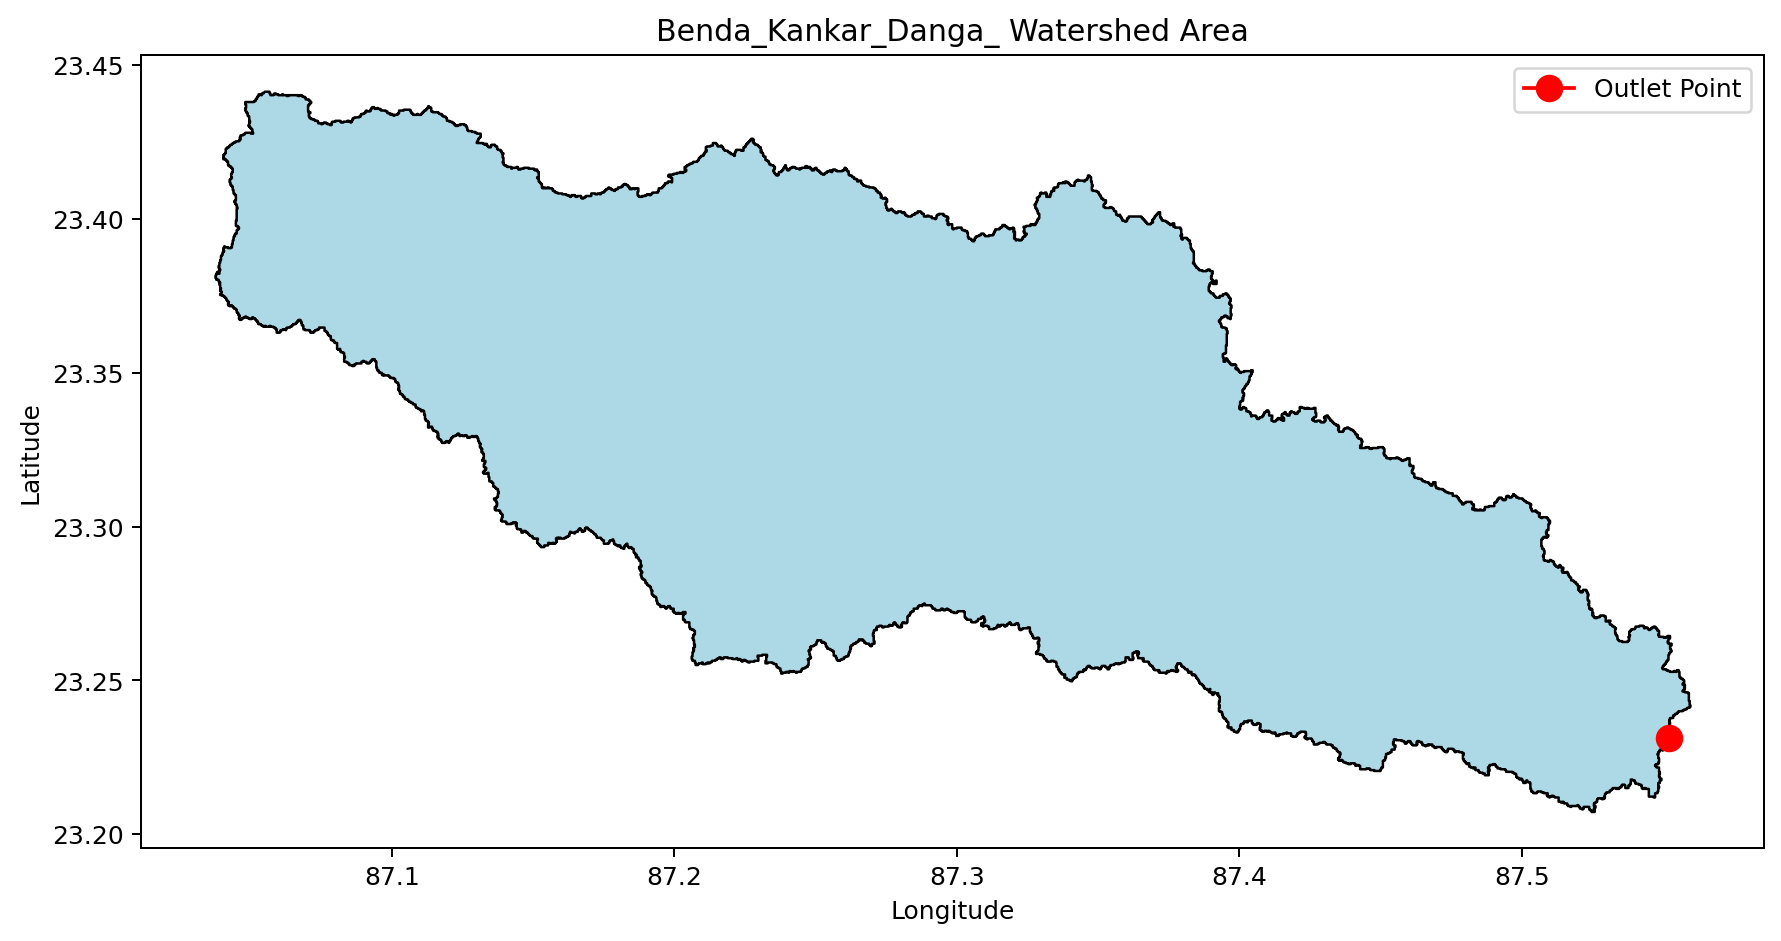 Benda_Kankar_Danga_ Watershed Area
Outlet Point
23.45
23.40
23.35
23.30
23.25
23.20
Latitude
87.1 87.2 87.3 87.4 87.5
Longitude